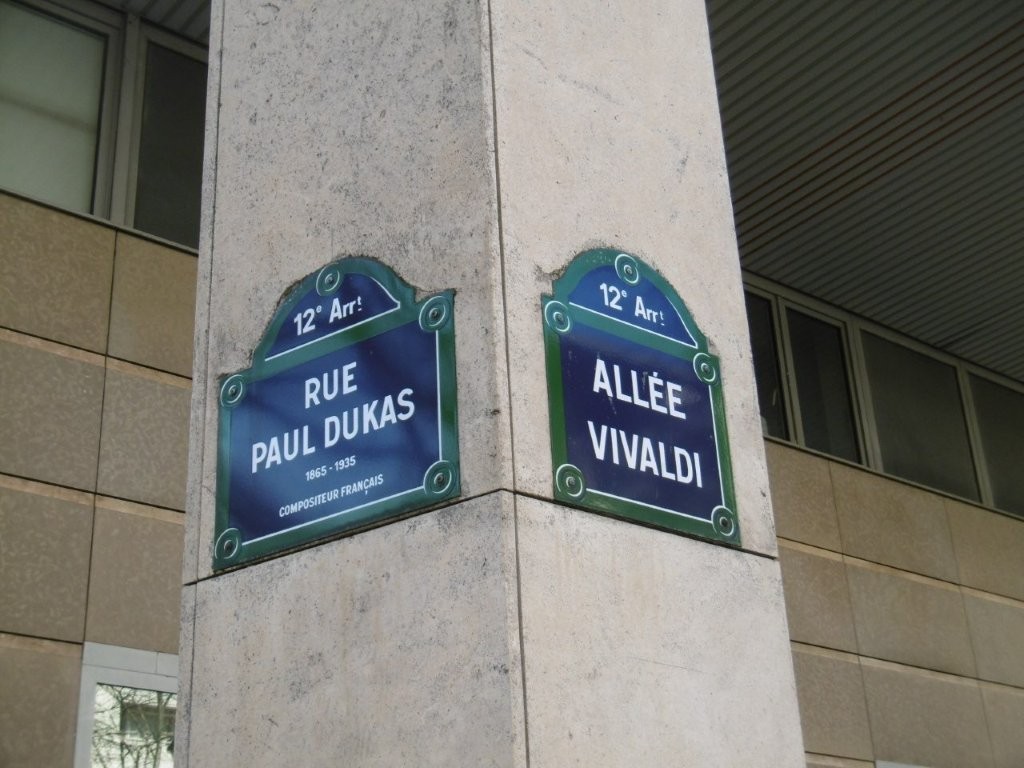 12e Arrt
RUE
PAUL DUKAS
1865 - 1935
COMPOSITEUR FRANÇAIS
12e Arrt
ALLÉE
VIVALDI